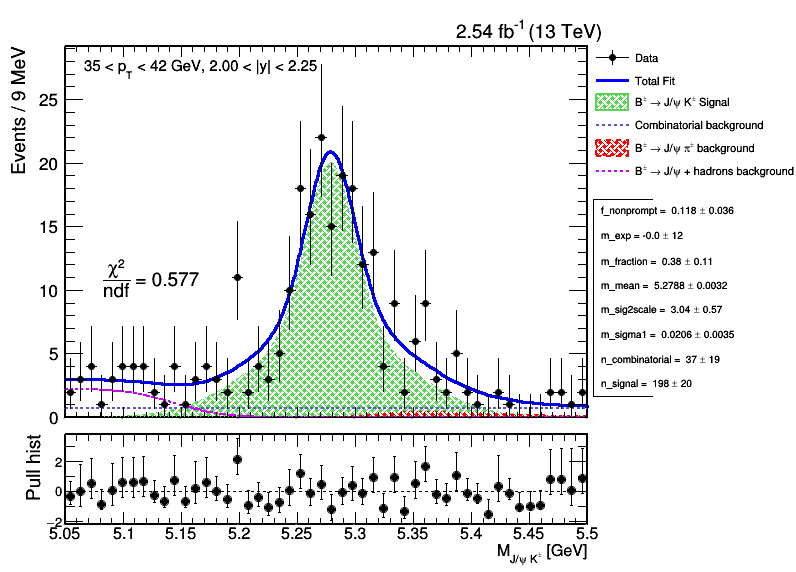 2.54 fb⁻¹ (13 TeV)
Events / 9 MeV
35 < p_T < 42 GeV, 2.00 < |y| < 2.25
25
20
15
10
5
0
χ²/ndf = 0.577
Data
Total Fit
B± → J/ψ K± Signal
Combinatorial background
B± → J/ψ π± background
B± → J/ψ + hadrons background
f_nonprompt = 0.118 ± 0.036
m_exp = -0.0 ± 12
m_fraction = 0.38 ± 0.11
m_mean = 5.2788 ± 0.0032
m_sig2scale = 3.04 ± 0.57
m_sigma1 = 0.0206 ± 0.0035
n_combinatorial = 37 ± 19
n_signal = 198 ± 20
Pull hist
2
0
−2
5.05 5.1 5.15 5.2 5.25 5.3 5.35 5.4 5.45 5.5
M_J/ψ K± [GeV]